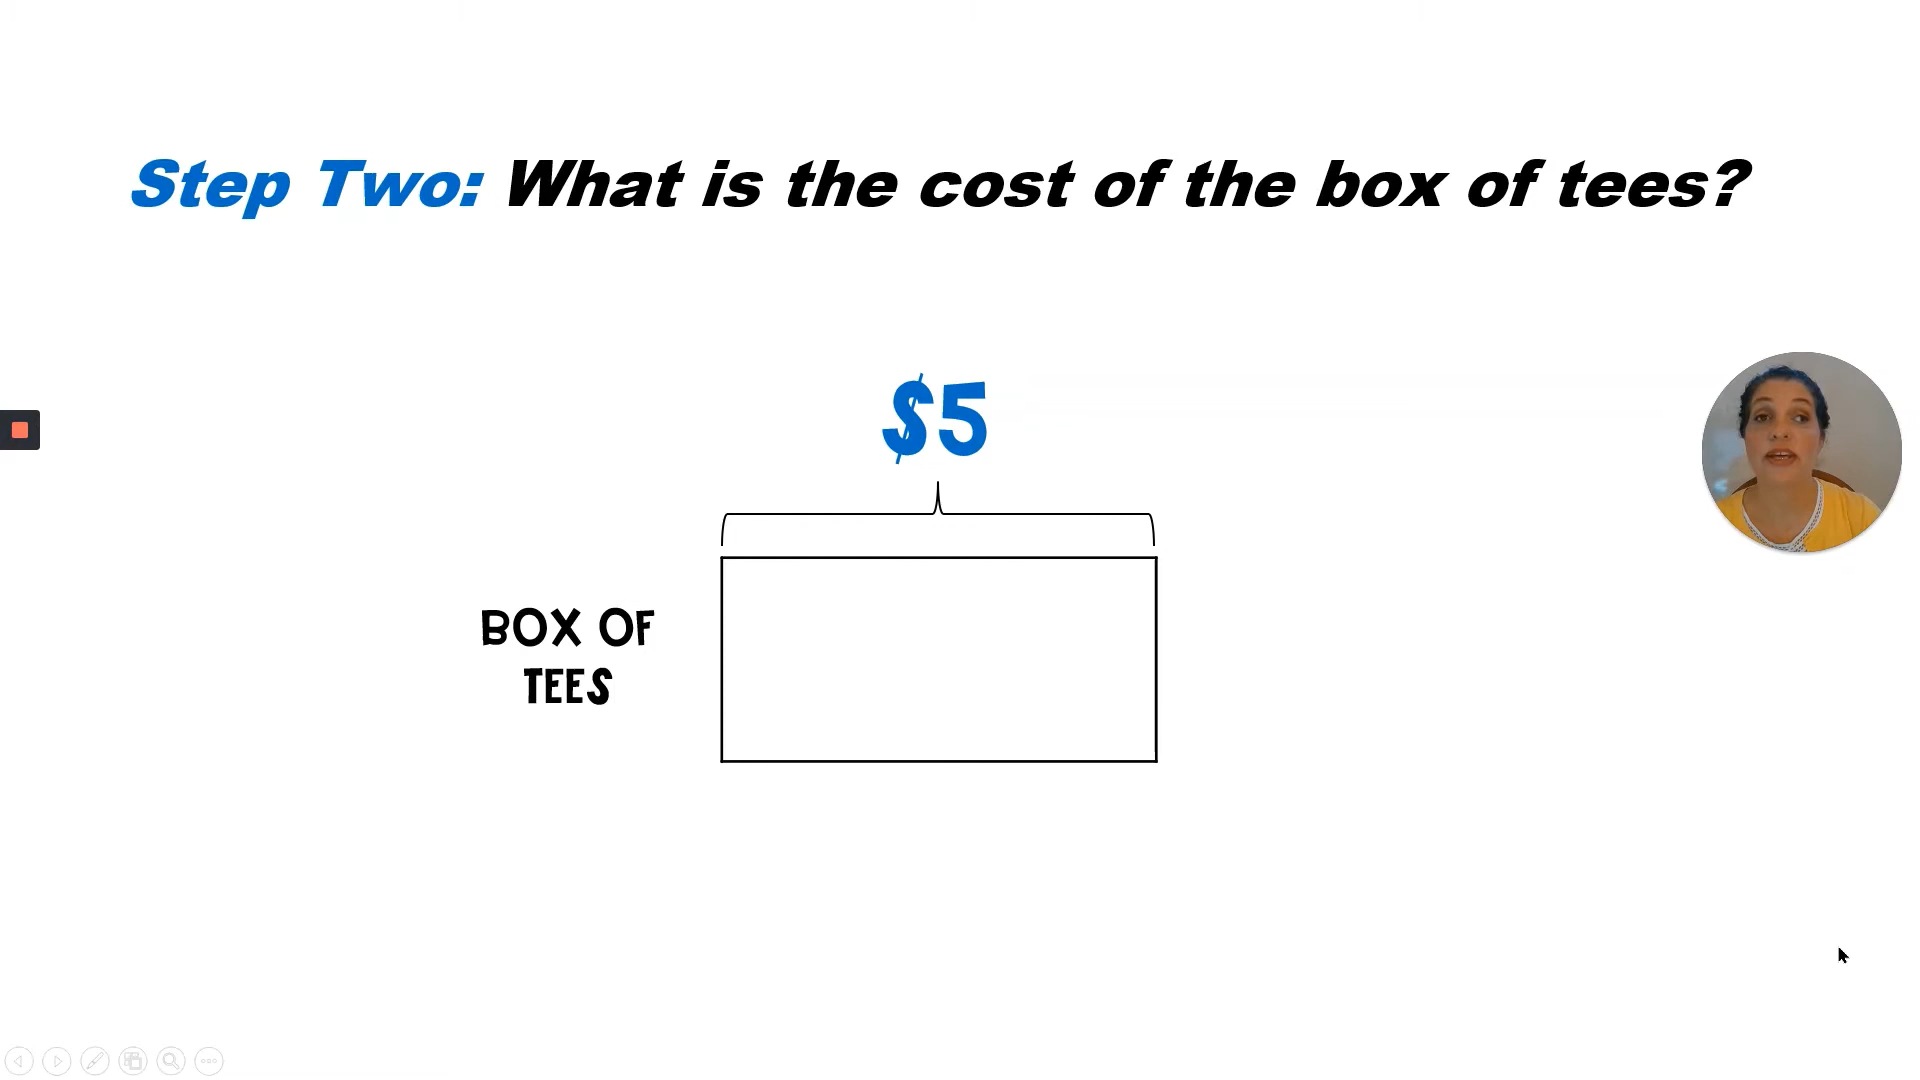 Step Two: What is the cost of the box of tees?
$5
BOX OF
TEES